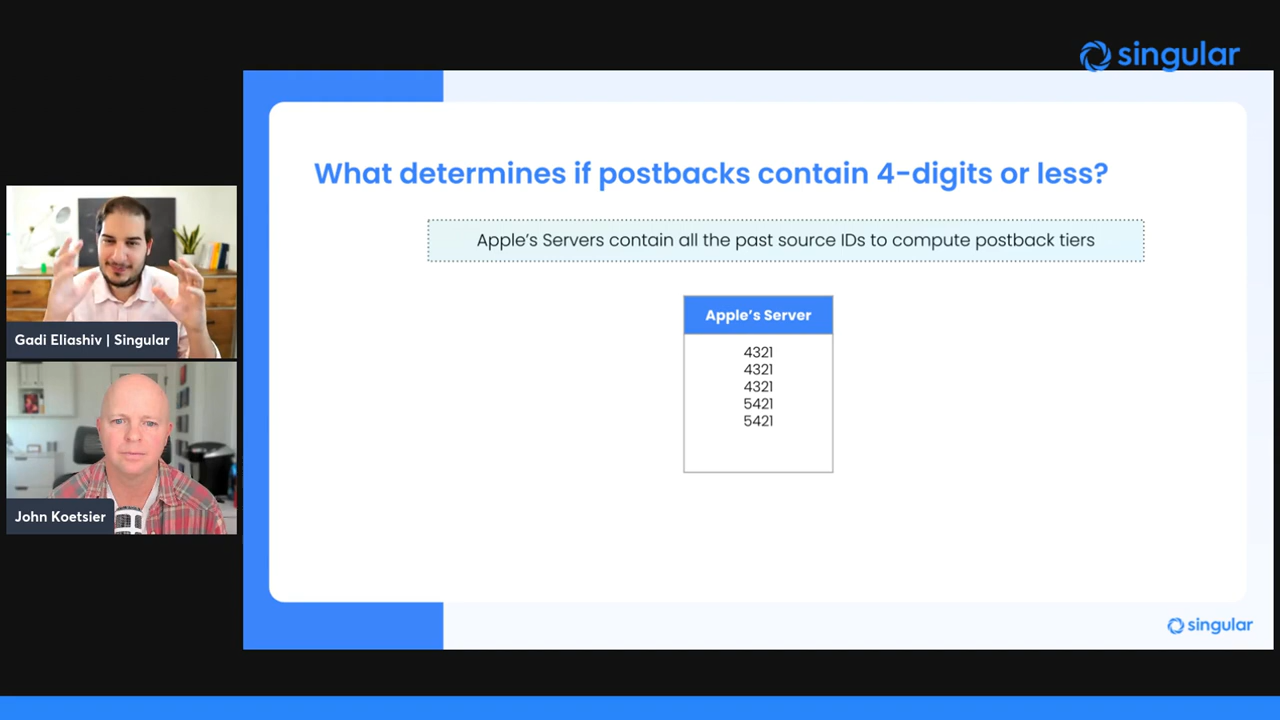 singular
What determines if postbacks contain 4-digits or less?
Apple's Servers contain all the past source IDs to compute postback tiers
Apple's Server
4321
4321
4321
5421
5421
Gadi Eliashiv | Singular
John Koetsier
singular